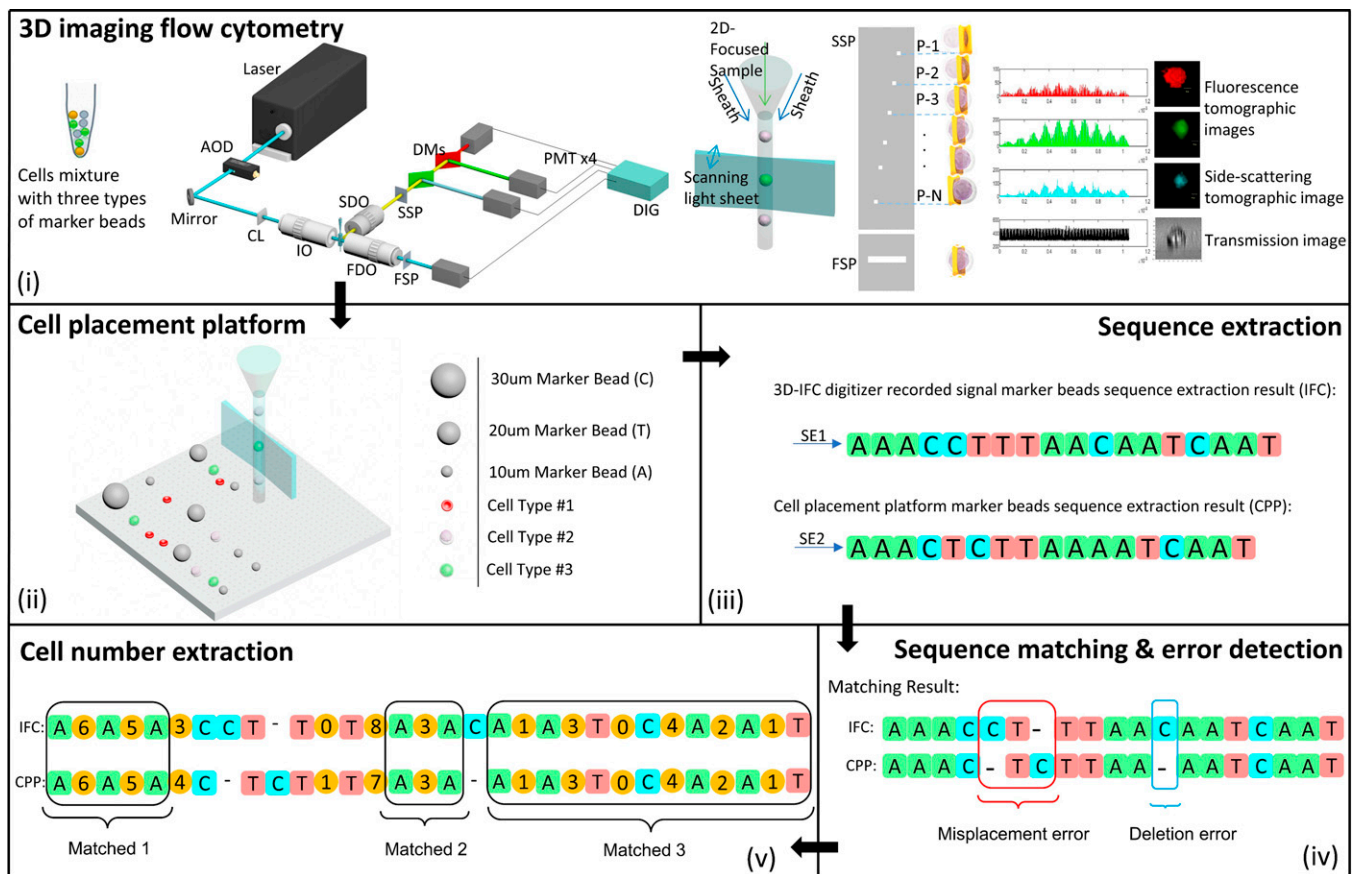 3D imaging flow cytometry
Laser
AOD
Cells mixture
with three types
of marker beads
Mirror
CL
IO
SDO
FDO
SSP
FSP
DMs
PMT x4
DIG
2D-
Focused
Sample
Sheath
Sheath
Scanning
light sheet
SSP
P-1
P-2
P-3
P-N
FSP
Fluorescence
tomographic
images
Side-scattering
tomographic image
Transmission image
(i)
Cell placement platform
30um Marker Bead (C)
20um Marker Bead (T)
10um Marker Bead (A)
Cell Type #1
Cell Type #2
Cell Type #3
(ii)
Sequence extraction
3D-IFC digitizer recorded signal marker beads sequence extraction result (IFC):
SE1 A A A C C T T T A A C A A T C A A T
Cell placement platform marker beads sequence extraction result (CPP):
SE2 A A A C T C T T A A A A T C A A T
(iii)
Cell number extraction
IFC: A 6 A 5 A 3 C C T - T 0 T 8 A 3 A C A 1 A 3 T 0 C 4 A 2 A 1 T
CPP: A 6 A 5 A 4 C - T C T 1 T 7 A 3 A - A 1 A 3 T 0 C 4 A 2 A 1 T
Matched 1
Matched 2
Matched 3
(v)
Sequence matching & error detection
Matching Result:
IFC: A A A C C T - T T A A C A A T C A A T
CPP: A A A C - T C T T A A - A A T C A A T
Misplacement error
Deletion error
(iv)